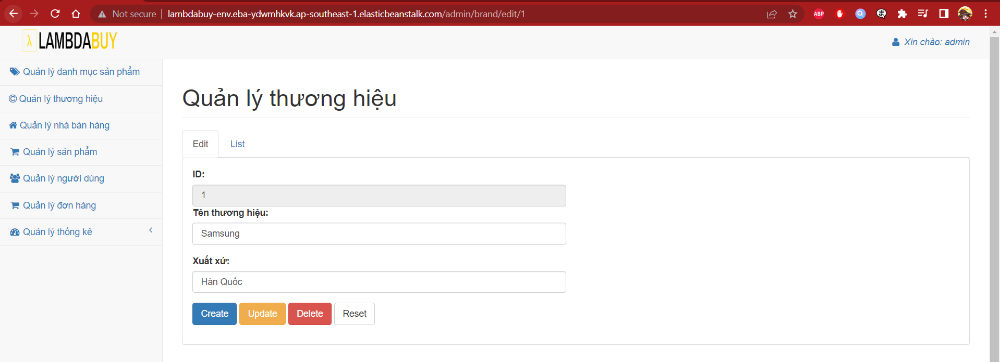 Not secure | lambdabuy-env.eba-ydwmhkvk.ap-southeast-1.elasticbeanstalk.com/admin/brand/edit/1
ABP
λ LAMBDABUY
Xin chào: admin
Quản lý danh mục sản phẩm
Quản lý thương hiệu
Quản lý nhà bán hàng
Quản lý sản phẩm
Quản lý người dùng
Quản lý đơn hàng
Quản lý thống kê
Quản lý thương hiệu
Edit
List
ID:
1
Tên thương hiệu:
Samsung
Xuất xứ:
Hàn Quốc
Create
Update
Delete
Reset